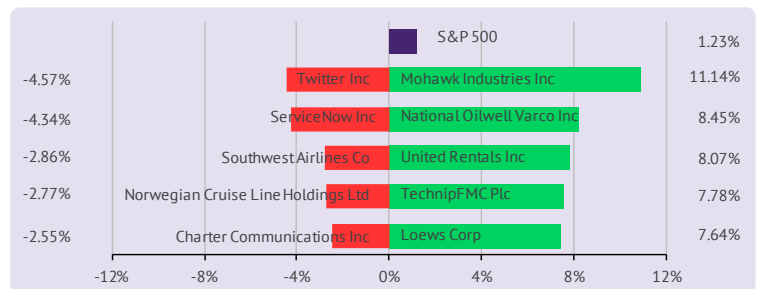 S&P 500 1.23%
-4.57% Twitter Inc Mohawk Industries Inc 11.14%
-4.34% ServiceNow Inc National Oilwell Varco Inc 8.45%
-2.86% Southwest Airlines Co United Rentals Inc 8.07%
-2.77% Norwegian Cruise Line Holdings Ltd TechnipFMC Plc 7.78%
-2.55% Charter Communications Inc Loews Corp 7.64%
-12% -8% -4% 0% 4% 8% 12%